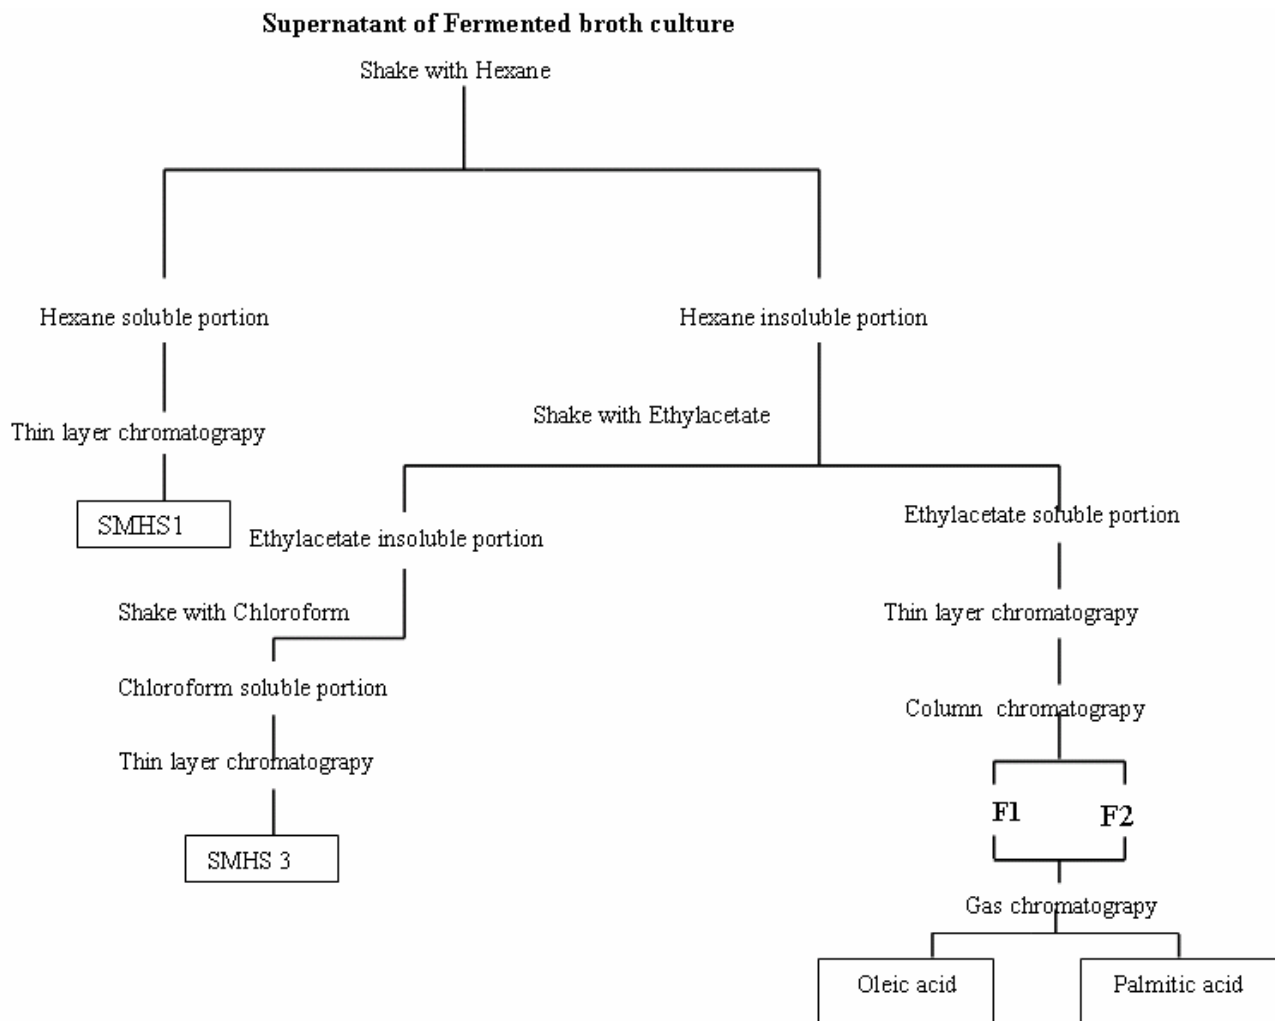 Supernatant of Fermented broth culture
Shake with Hexane
Hexane soluble portion
Hexane insoluble portion
Thin layer chromatograpy
Shake with Ethylacetate
SMHS1
Ethylacetate insoluble portion
Ethylacetate soluble portion
Shake with Chloroform
Thin layer chromatograpy
Chloroform soluble portion
Column chromatograpy
Thin layer chromatograpy
F1
F2
SMHS 3
Gas chromatograpy
Oleic acid
Palmitic acid